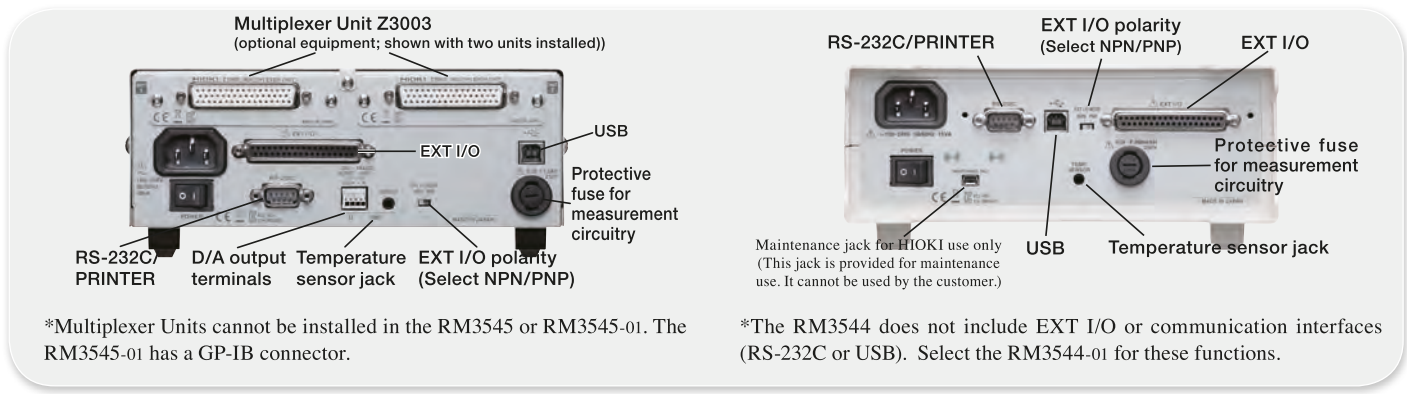 Multiplexer Unit Z3003
(optional equipment; shown with two units installed))
HIOKI
HIOKI
EXT I/O
USB
Protective
fuse for
measurement
circuitry
POWER
RS-232C/
PRINTER
D/A output
terminals
Temperature
sensor jack
EXT I/O polarity
(Select NPN/PNP)
*Multiplexer Units cannot be installed in the RM3545 or RM3545-01. The
RM3545-01 has a GP-IB connector.
RS-232C/PRINTER
EXT I/O polarity
(Select NPN/PNP)
EXT I/O
EXT I/O
POWER
Protective fuse
for measurement
circuitry
Maintenance jack for HIOKI use only
(This jack is provided for maintenance
use. It cannot be used by the customer.)
USB
Temperature sensor jack
*The RM3544 does not include EXT I/O or communication interfaces
(RS-232C or USB). Select the RM3544-01 for these functions.